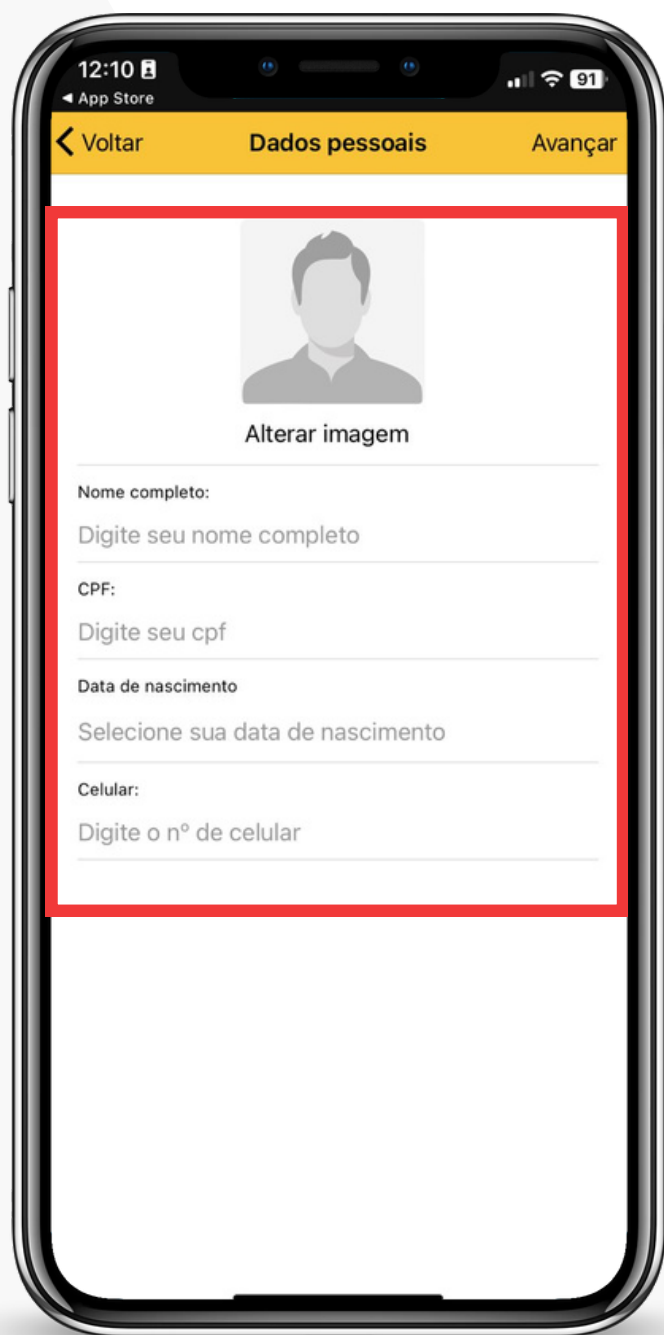 12:10
91
◀ App Store
Voltar Dados pessoais Avançar
Alterar imagem
Nome completo:
Digite seu nome completo
CPF:
Digite seu cpf
Data de nascimento
Selecione sua data de nascimento
Celular:
Digite o nº de celular